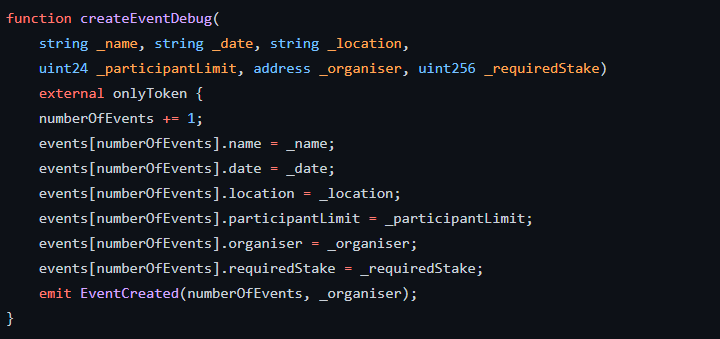 function createEventDebug(
    string _name, string _date, string _location,
    uint24 _participantLimit, address _organiser, uint256 _requiredStake)
    external onlyToken {
    numberOfEvents += 1;
    events[numberOfEvents].name = _name;
    events[numberOfEvents].date = _date;
    events[numberOfEvents].location = _location;
    events[numberOfEvents].participantLimit = _participantLimit;
    events[numberOfEvents].organiser = _organiser;
    events[numberOfEvents].requiredStake = _requiredStake;
    emit EventCreated(numberOfEvents, _organiser);
}